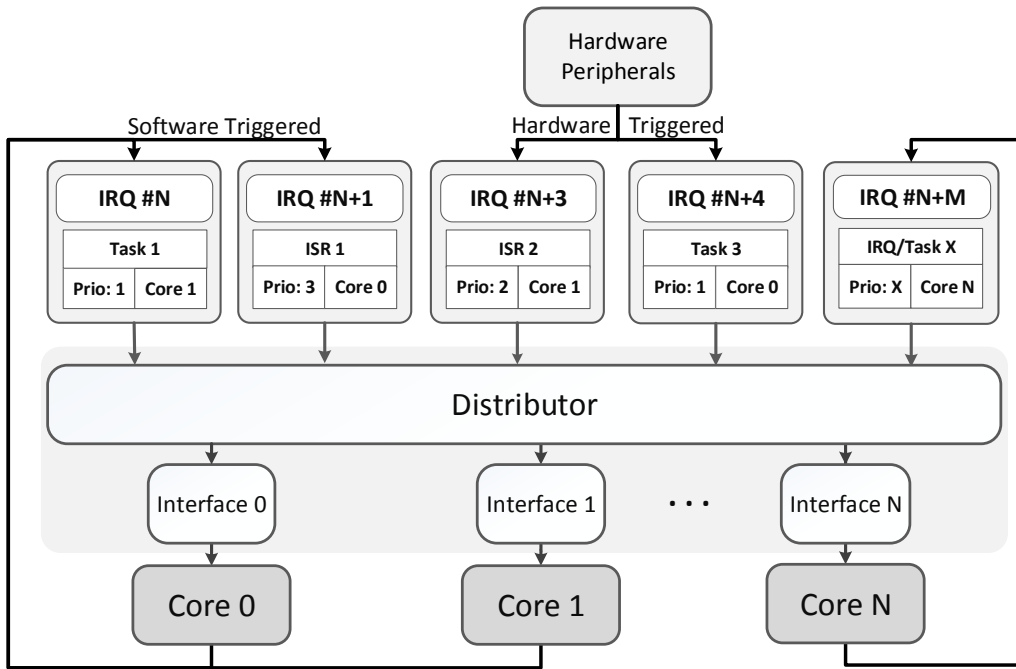 Hardware
Peripherals
Software Triggered
Hardware Triggered
IRQ #N
IRQ #N+1
IRQ #N+3
IRQ #N+4
IRQ #N+M
Task 1
ISR 1
ISR 2
Task 3
IRQ/Task X
Prio: 1 Core 1
Prio: 3 Core 0
Prio: 2 Core 1
Prio: 1 Core 0
Prio: X Core N
Distributor
Interface 0
Interface 1
. . .
Interface N
Core 0
Core 1
Core N